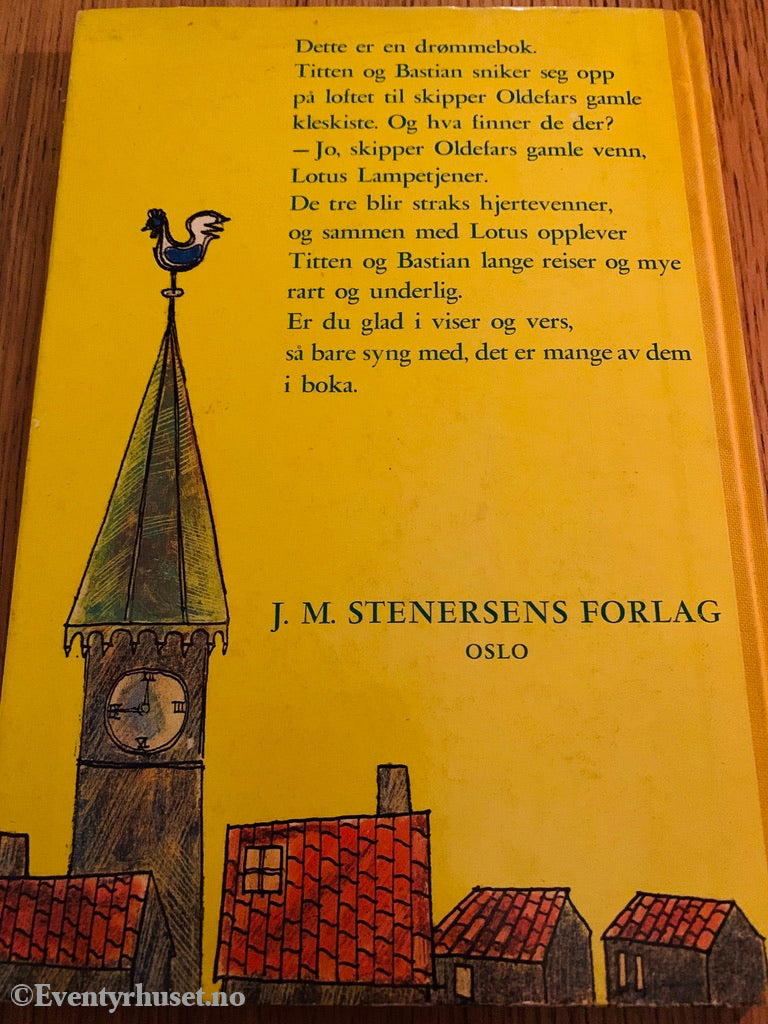 Dette er en drømmebok.
Titten og Bastian sniker seg opp
på loftet til skipper Oldefars gamle
kleskiste. Og hva finner de der?
— Jo, skipper Oldefars gamle venn,
Lotus Lampetjener.
De tre blir straks hjertevenner,
og sammen med Lotus opplever
Titten og Bastian lange reiser og mye
rart og underlig.
Er du glad i viser og vers,
så bare syng med, det er mange av dem
i boka.
J. M. STENERSENS FORLAG
OSLO
©Eventyrhuset.no